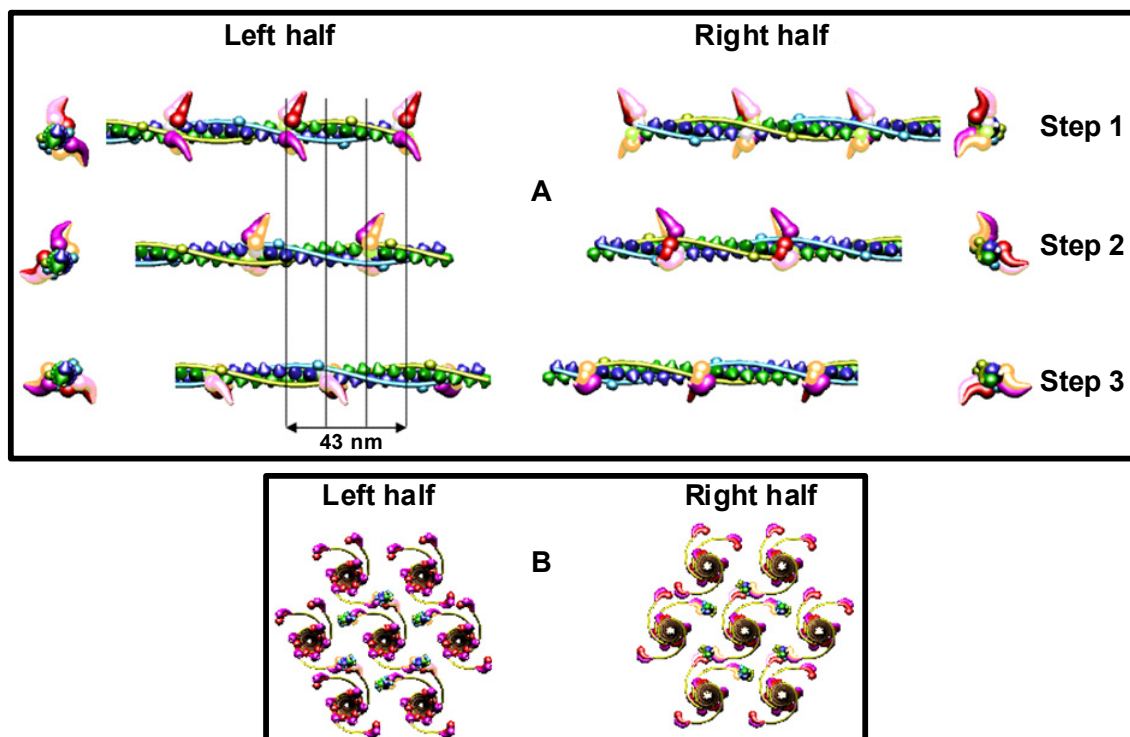 Left half Right half
Step 1
A
Step 2
Step 3
43 nm
Left half Right half
B